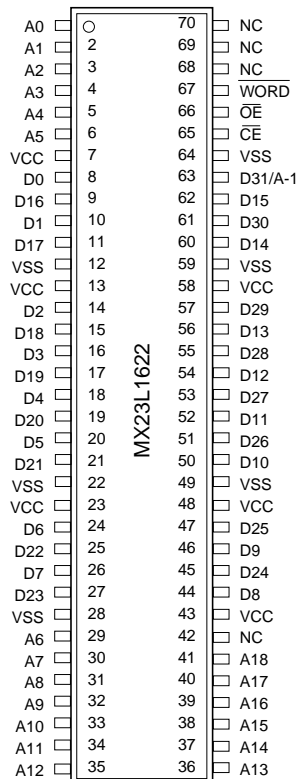 A0 70 NC
A1 2 69 NC
A2 3 68 NC
A3 4 67 WORD
A4 5 66 OE
A5 6 65 CE
VCC 7 64 VSS
D0 8 63 D31/A-1
D16 9 62 D15
D1 10 61 D30
D17 11 60 D14
VSS 12 59 VSS
VCC 13 58 VCC
D2 14 57 D29
D18 15 56 D13
D3 16 55 D28
D19 17 54 D12
D4 18 53 D27
D20 19 52 D11
D5 20 51 D26
D21 21 50 D10
VSS 22 49 VSS
VCC 23 48 VCC
D6 24 47 D25
D22 25 46 D9
D7 26 45 D24
D23 27 44 D8
VSS 28 43 VCC
A6 29 42 NC
A7 30 41 A18
A8 31 40 A17
A9 32 39 A16
A10 33 38 A15
A11 34 37 A14
A12 35 36 A13
MX23L1622